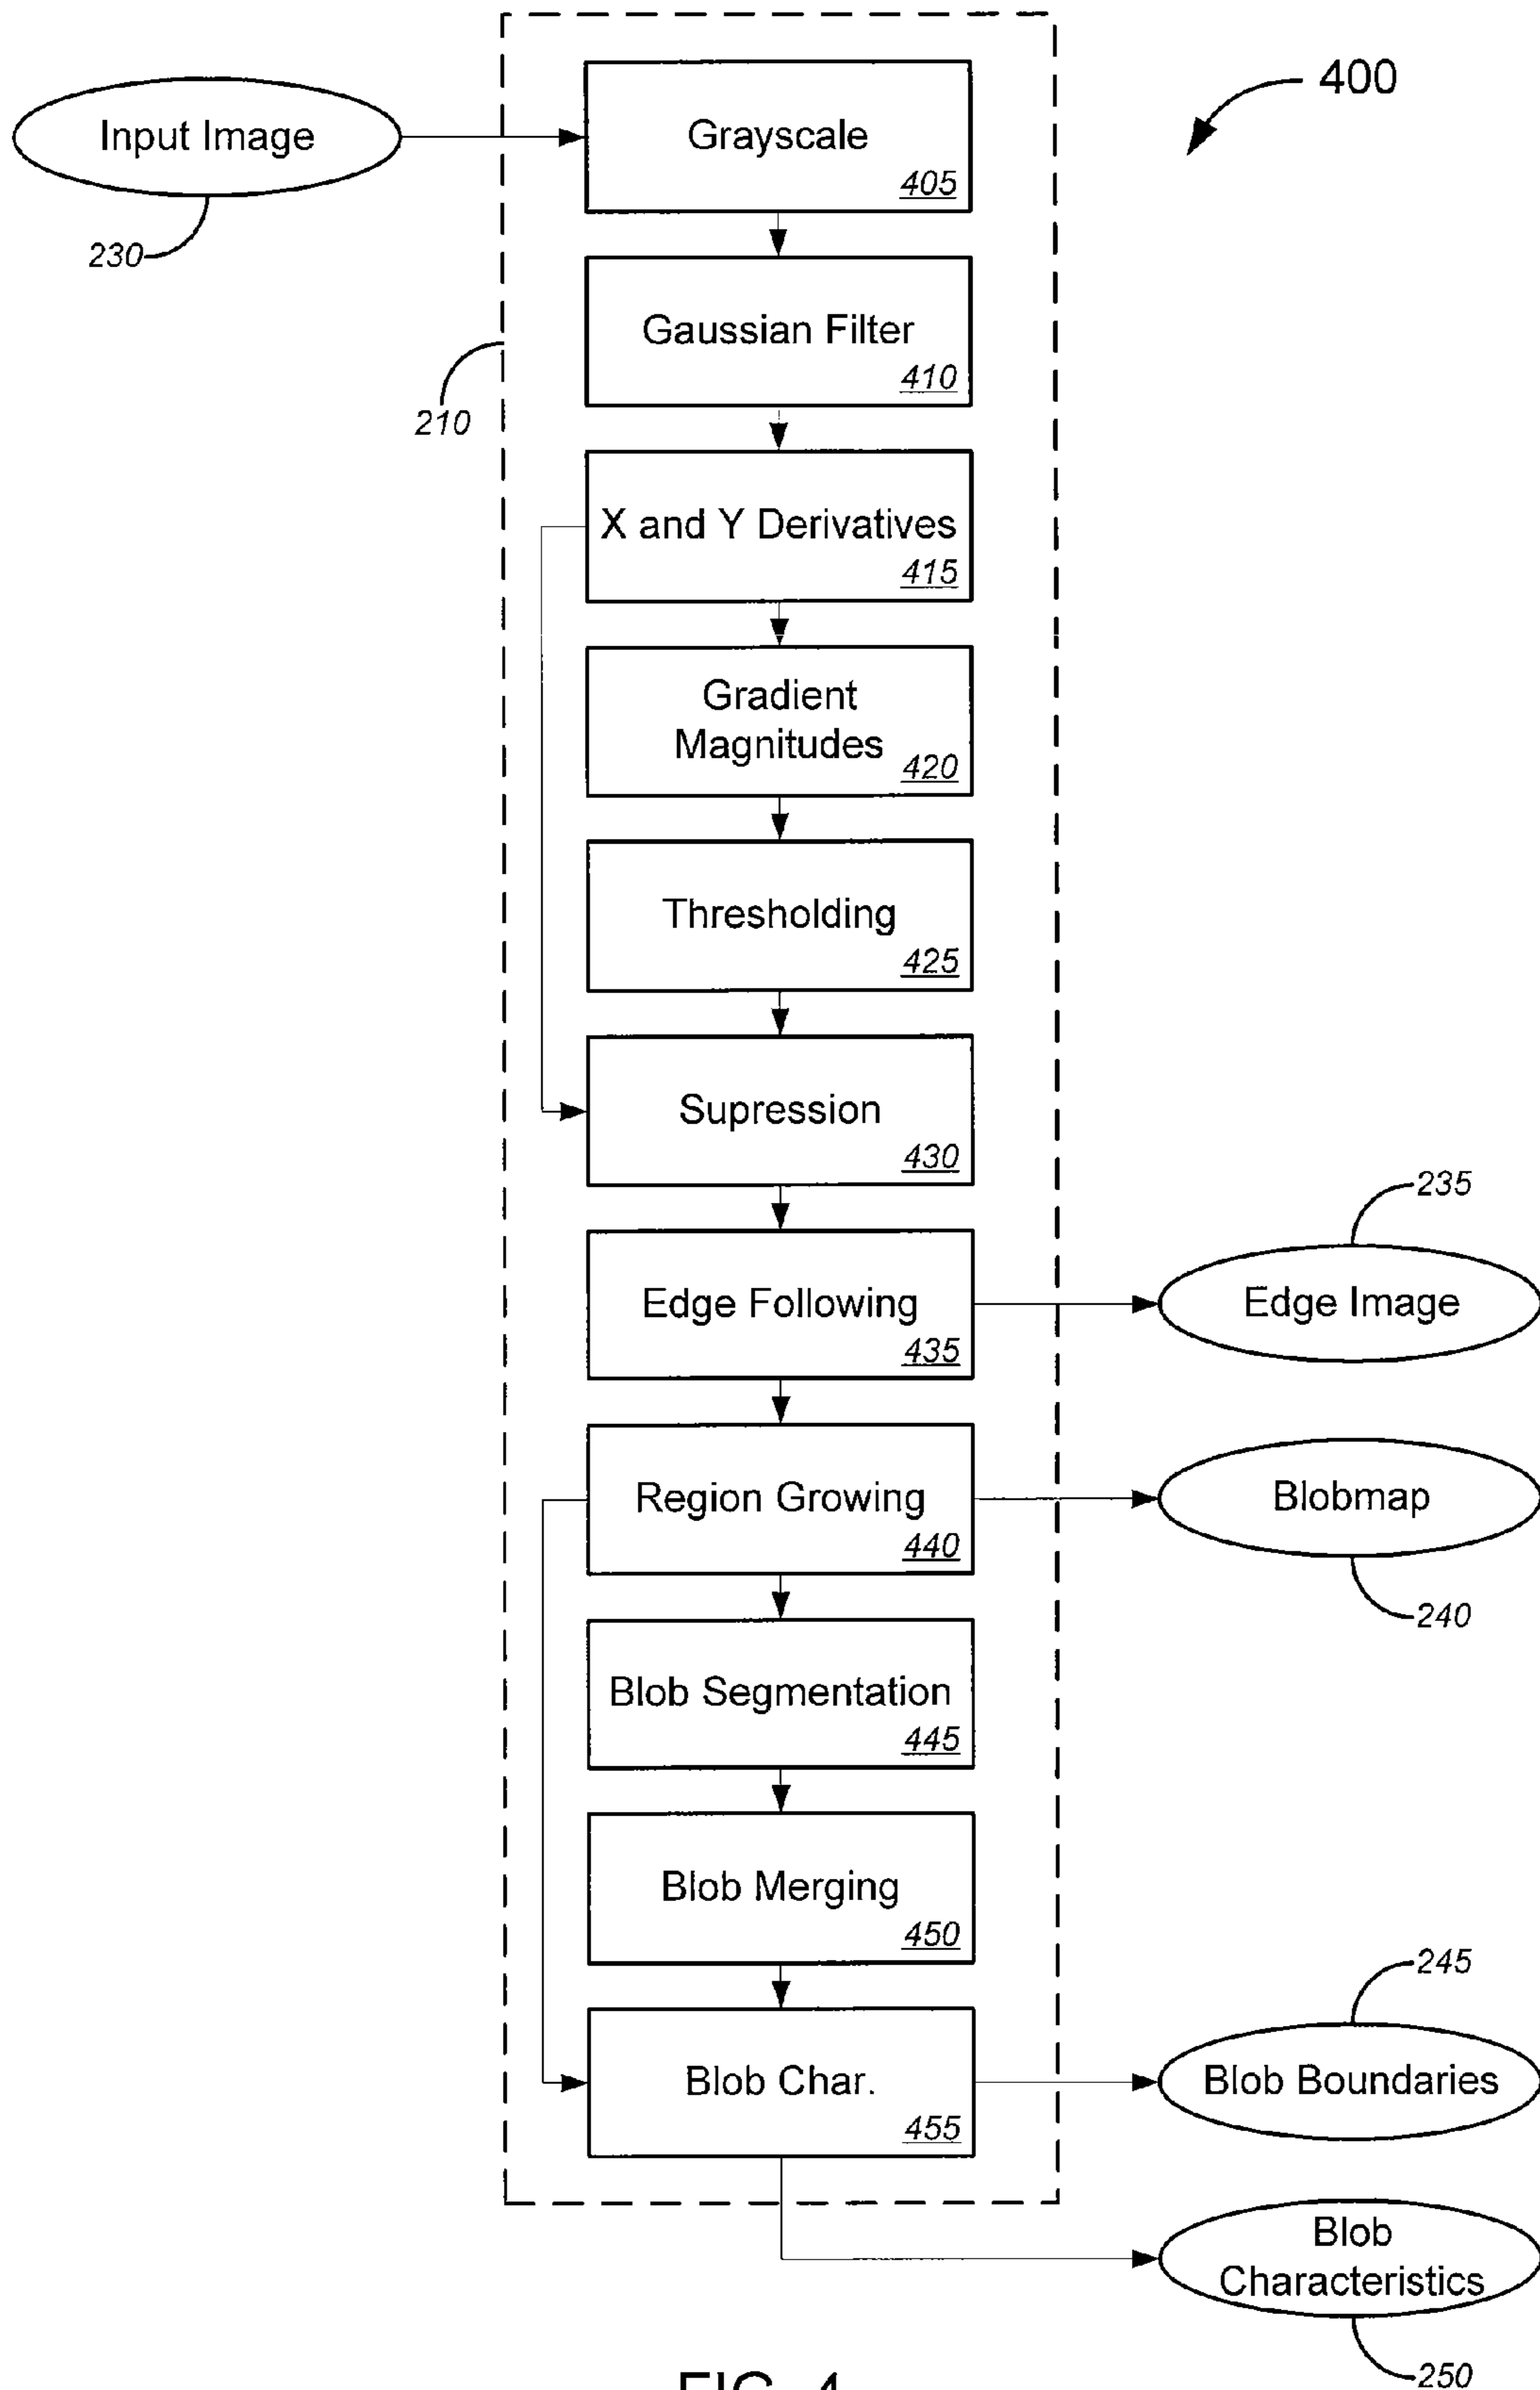 400
Input Image
230
Grayscale
405
Gaussian Filter
410
210
X and Y Derivatives
415
Gradient
Magnitudes
420
Thresholding
425
Supression
430
235
Edge Following
435
Edge Image
Region Growing
440
Blobmap
240
Blob Segmentation
445
Blob Merging
450
245
Blob Char.
455
Blob Boundaries
Blob
Characteristics
250
FIG. 4